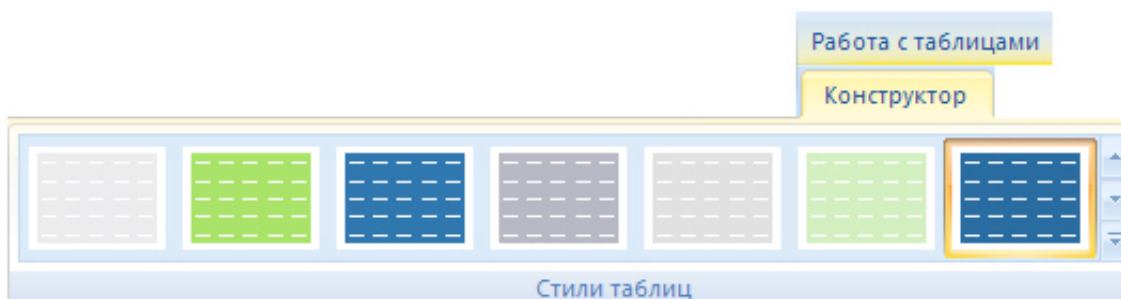 Работа с таблицами
Конструктор
Стили таблиц